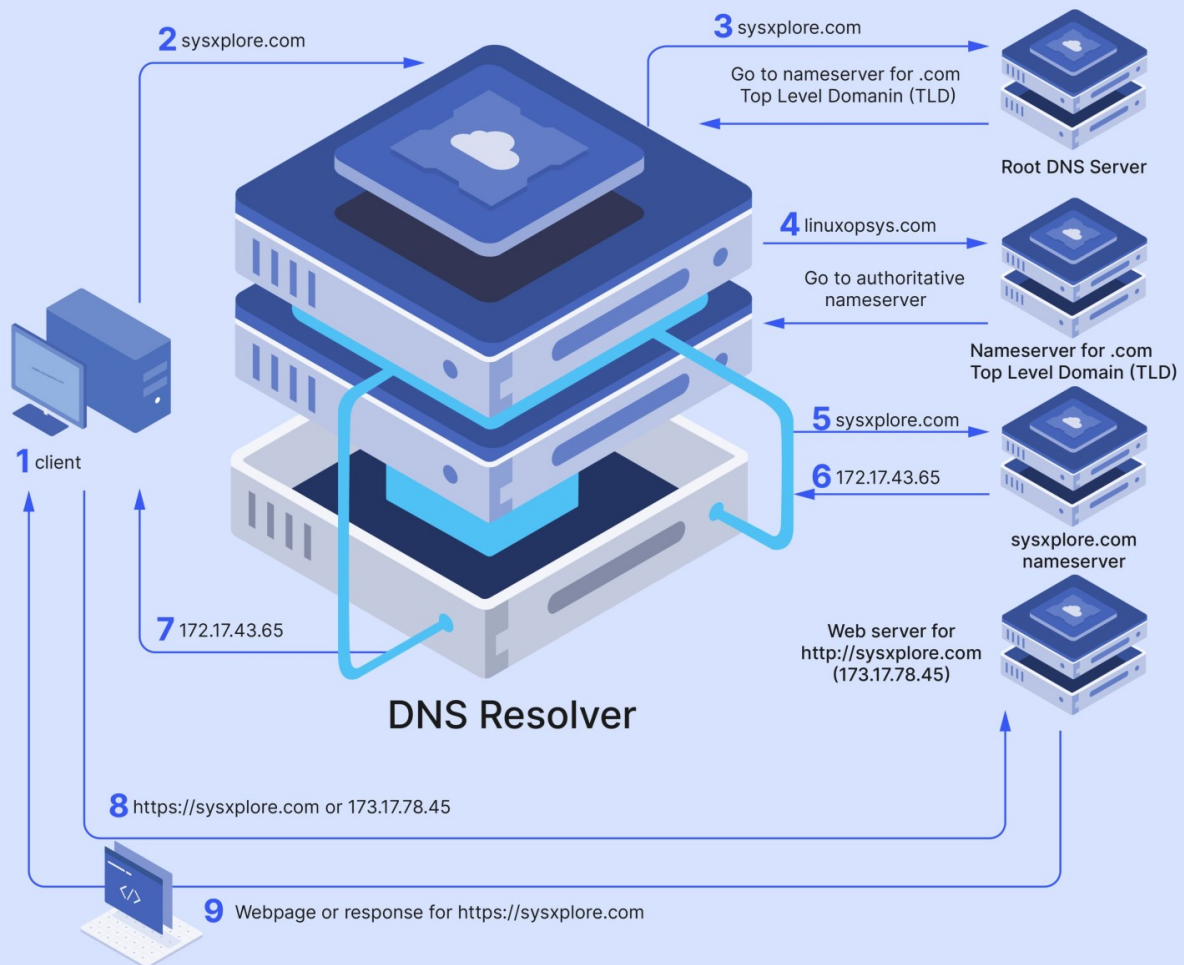 2 sysxplore.com
3 sysxplore.com
Go to nameserver for .com
Top Level Domanin (TLD)
Root DNS Server
4 linuxopsys.com
Go to authoritative
nameserver
Nameserver for .com
Top Level Domain (TLD)
1 client
5 sysxplore.com
6 172.17.43.65
sysxplore.com
nameserver
7 172.17.43.65
Web server for
http://sysxplore.com
(173.17.78.45)
DNS Resolver
8 https://sysxplore.com or 173.17.78.45
</>
9 Webpage or response for https://sysxplore.com